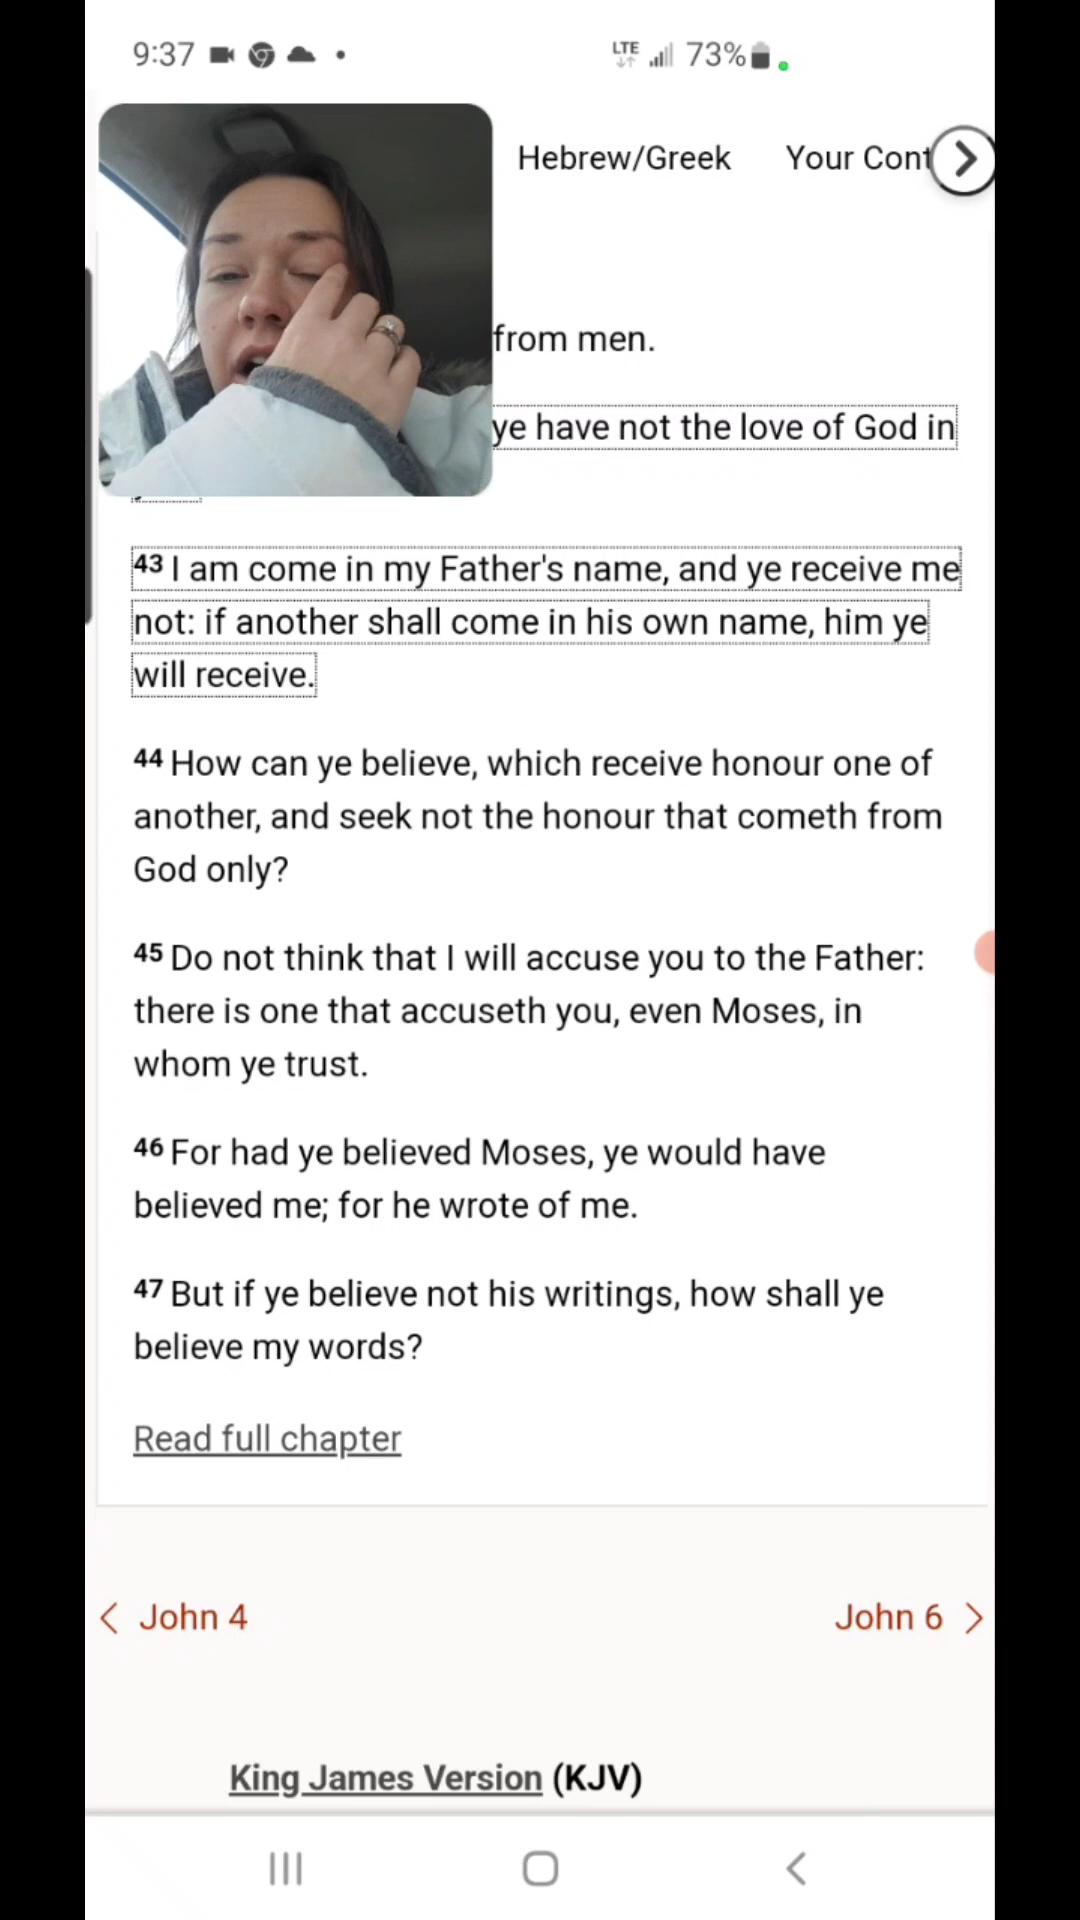 9:37
LTE
73%
Hebrew/Greek Your Cont
from men.
ye have not the love of God in
43 I am come in my Father's name, and ye receive me
not: if another shall come in his own name, him ye
will receive.
44 How can ye believe, which receive honour one of
another, and seek not the honour that cometh from
God only?
45 Do not think that I will accuse you to the Father:
there is one that accuseth you, even Moses, in
whom ye trust.
46 For had ye believed Moses, ye would have
believed me; for he wrote of me.
47 But if ye believe not his writings, how shall ye
believe my words?
Read full chapter
John 4
John 6
King James Version (KJV)